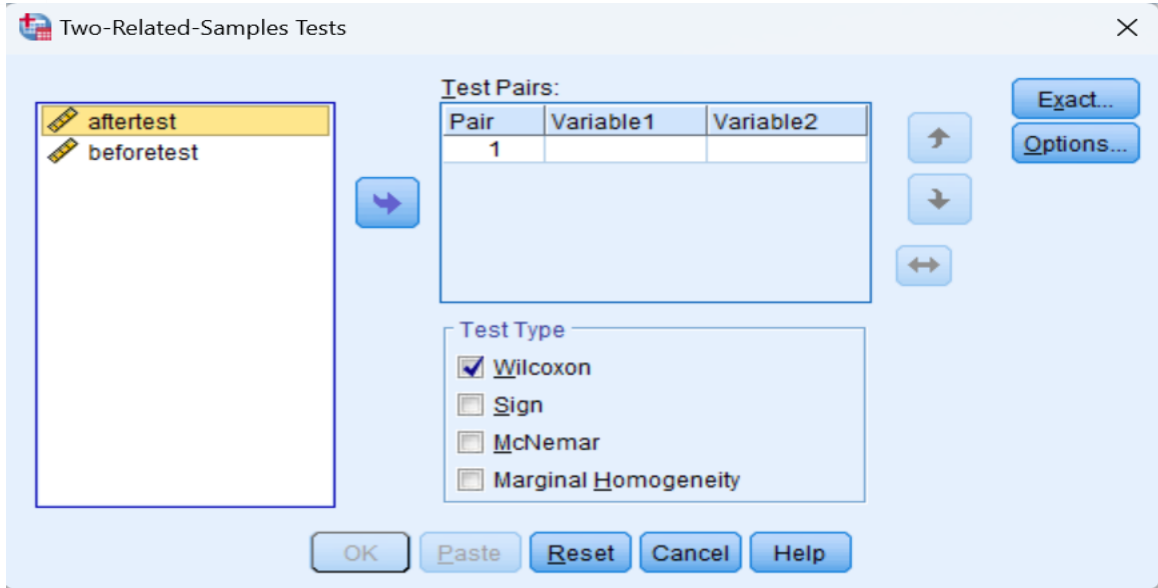 Two-Related-Samples Tests
aftertest
beforetest
Test Pairs:
Pair Variable1 Variable2
1
Exact...
Options...
Test Type
Wilcoxon
Sign
McNemar
Marginal Homogeneity
OK Paste Reset Cancel Help